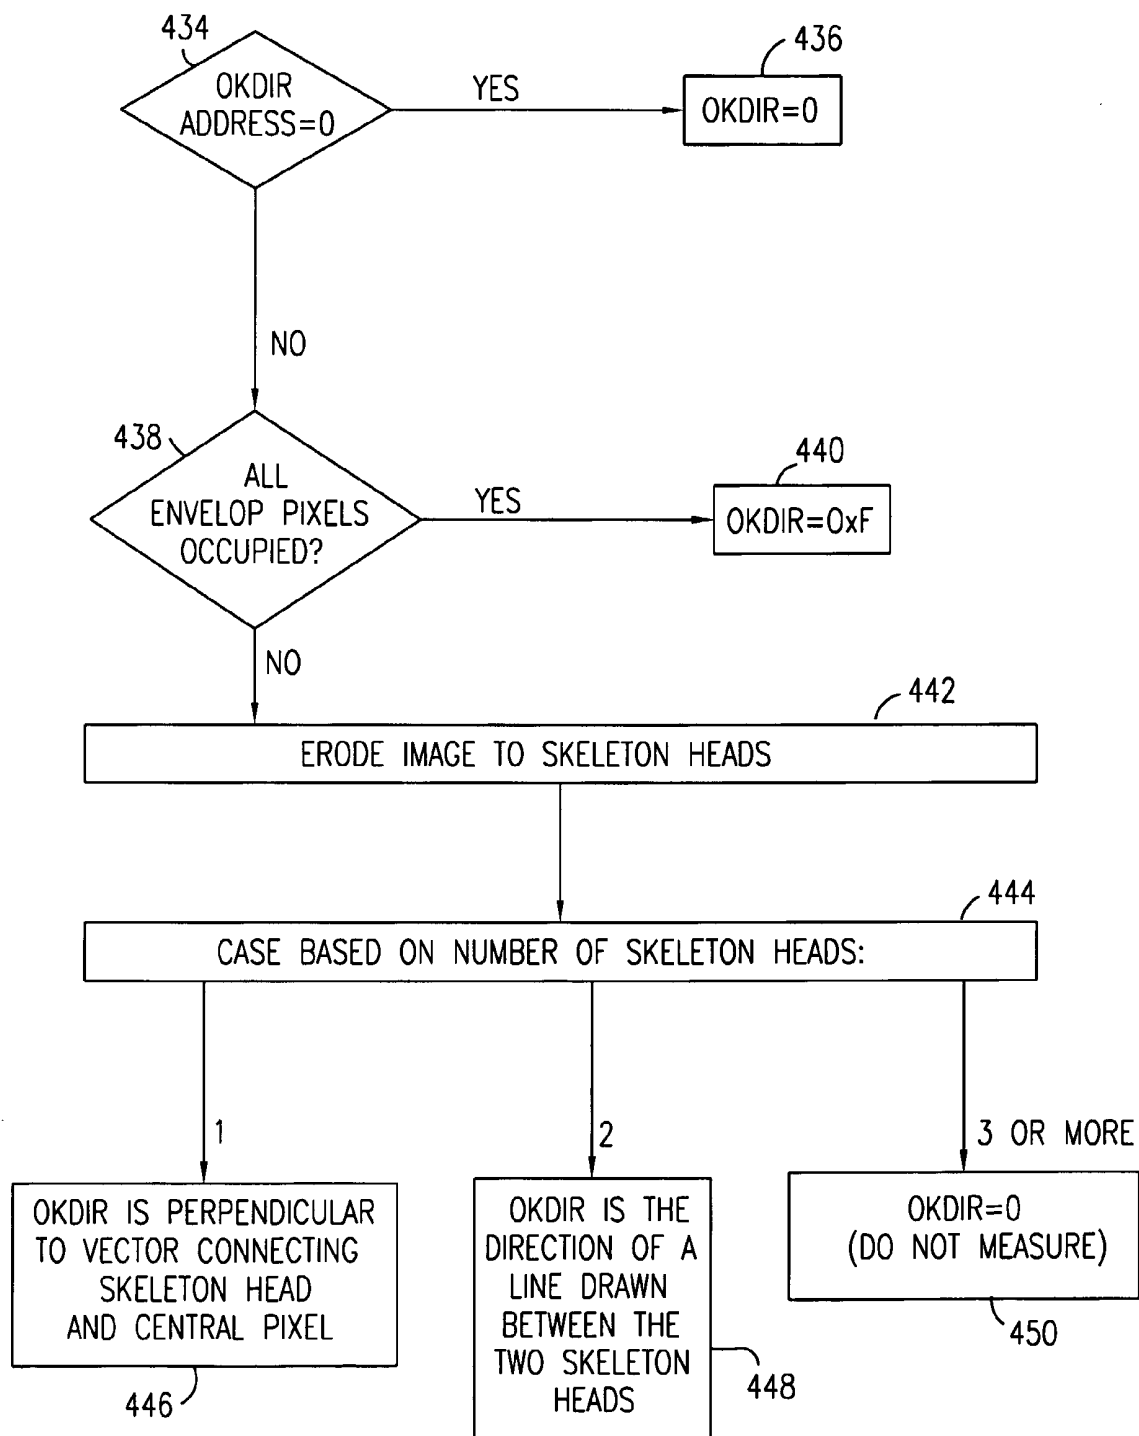 434
OKDIR
ADDRESS=0
YES
436
OKDIR=0
NO
438
ALL
ENVELOP PIXELS
OCCUPIED?
YES
440
OKDIR=0xF
NO
442
ERODE IMAGE TO SKELETON HEADS
444
CASE BASED ON NUMBER OF SKELETON HEADS:
1
2
3 OR MORE
OKDIR IS PERPENDICULAR
TO VECTOR CONNECTING
SKELETON HEAD
AND CENTRAL PIXEL
446
OKDIR IS THE
DIRECTION OF A
LINE DRAWN
BETWEEN THE
TWO SKELETON
HEADS
448
OKDIR=0
(DO NOT MEASURE)
450